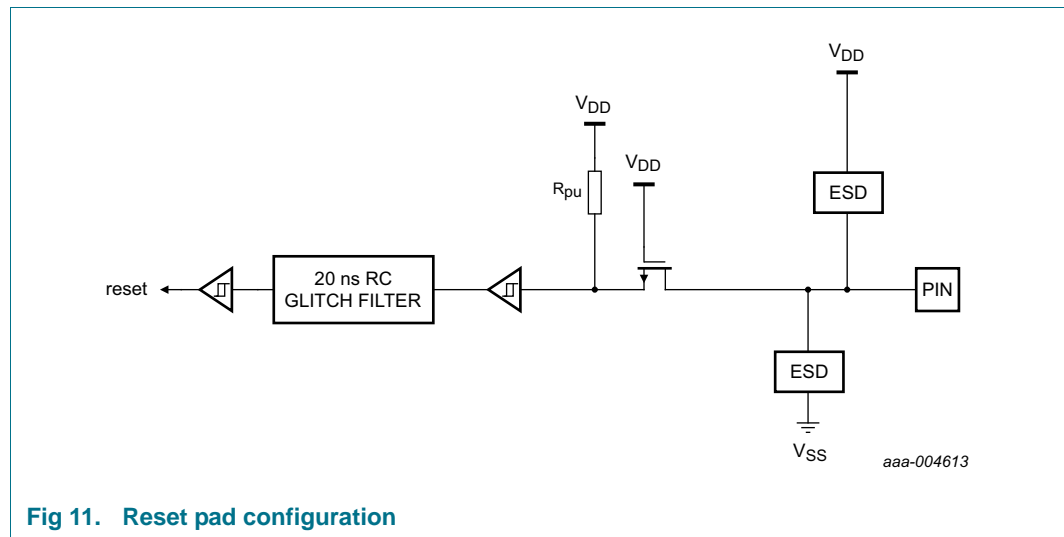 VDD
VDD
VDD
Rpu
ESD
reset
20 ns RC
GLITCH FILTER
PIN
ESD
VSS
aaa-004613
Fig 11. Reset pad configuration